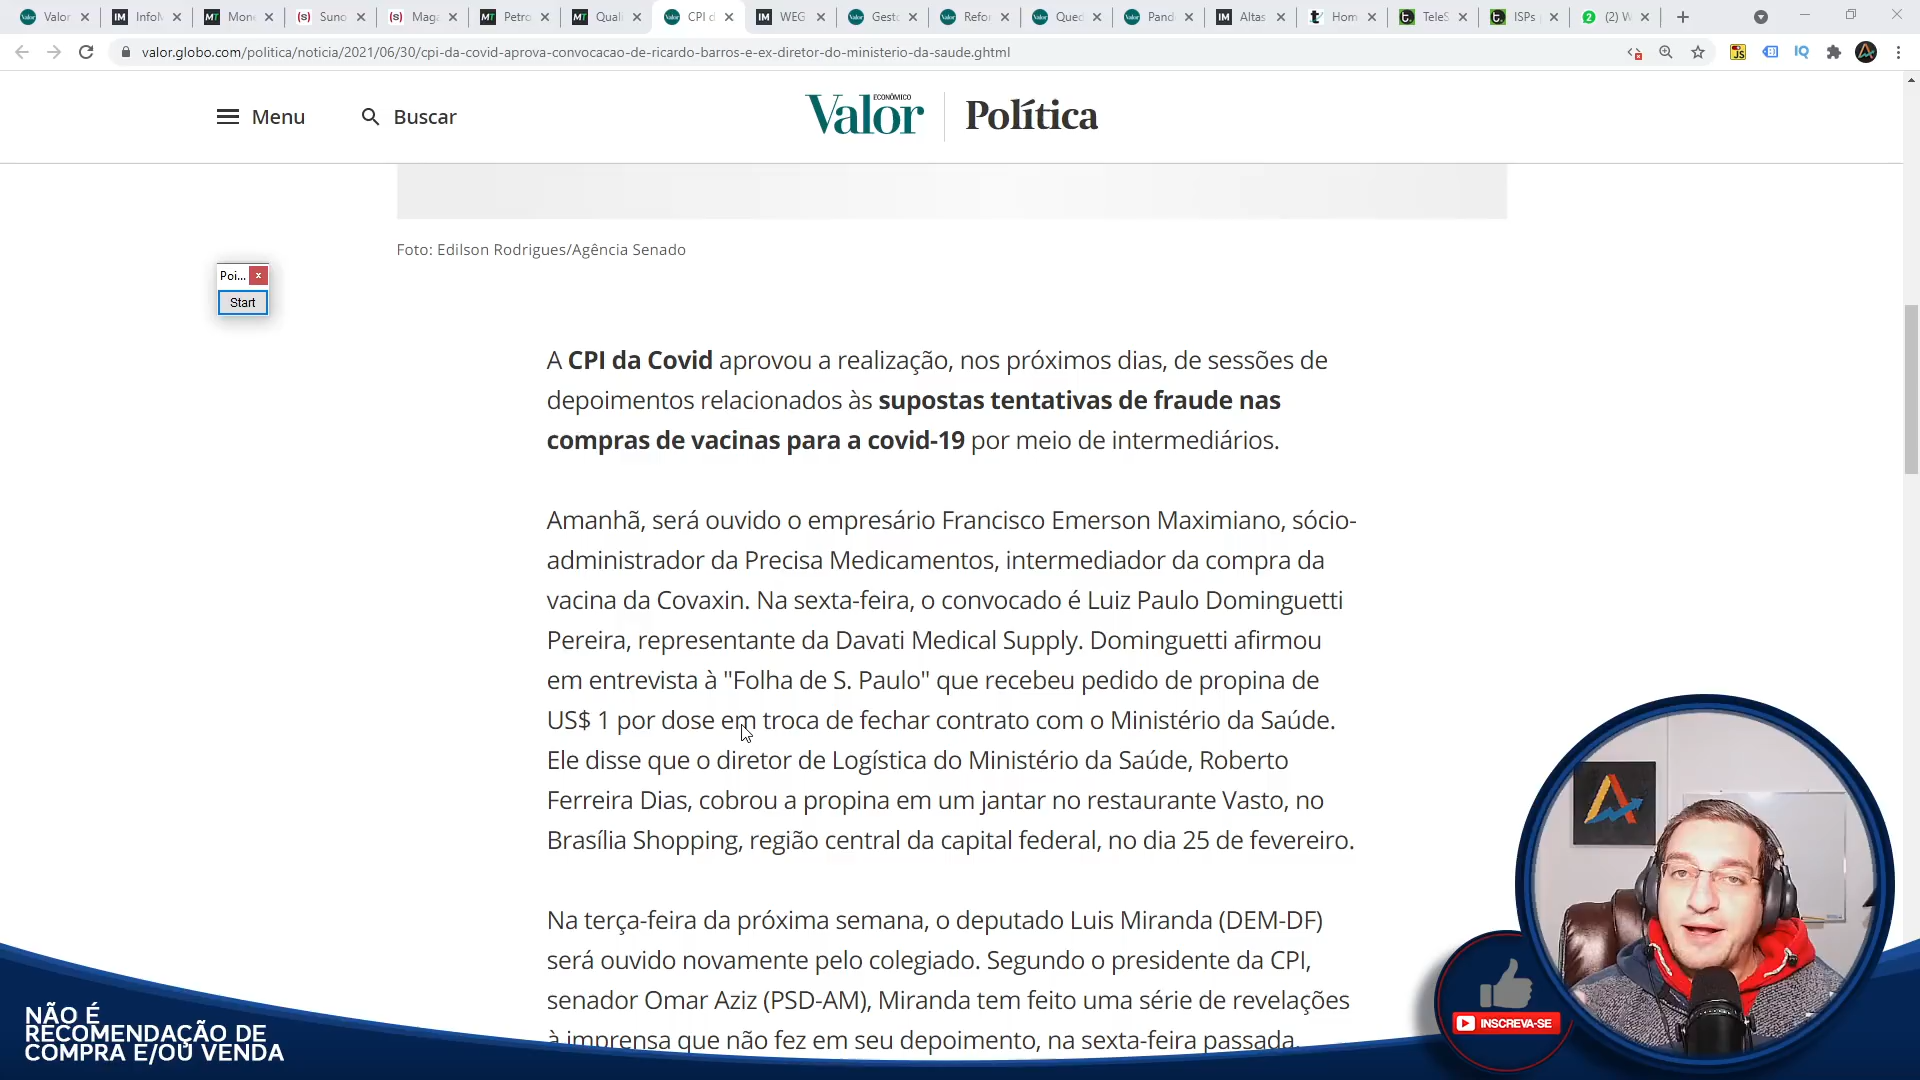 Valor
InfoM
Mone
Suno
Maga
Petro
Quali
CPI d
WEG
Gesto
Refor
Qued
Pand
Altas
Hom
TeleS
ISPs
(2) W
valor.globo.com/politica/noticia/2021/06/30/cpi-da-covid-aprova-convocacao-de-ricardo-barros-e-ex-diretor-do-ministerio-da-saude.ghtml
Menu
Buscar
Valor ECONÔMICO
Política
Foto: Edilson Rodrigues/Agência Senado
Poi...
Start
A CPI da Covid aprovou a realização, nos próximos dias, de sessões de
depoimentos relacionados às supostas tentativas de fraude nas
compras de vacinas para a covid-19 por meio de intermediários.
Amanhã, será ouvido o empresário Francisco Emerson Maximiano, sócio-
administrador da Precisa Medicamentos, intermediador da compra da
vacina da Covaxin. Na sexta-feira, o convocado é Luiz Paulo Dominguetti
Pereira, representante da Davati Medical Supply. Dominguetti afirmou
em entrevista à "Folha de S. Paulo" que recebeu pedido de propina de
US$ 1 por dose em troca de fechar contrato com o Ministério da Saúde.
Ele disse que o diretor de Logística do Ministério da Saúde, Roberto
Ferreira Dias, cobrou a propina em um jantar no restaurante Vasto, no
Brasília Shopping, região central da capital federal, no dia 25 de fevereiro.
Na terça-feira da próxima semana, o deputado Luis Miranda (DEM-DF)
será ouvido novamente pelo colegiado. Segundo o presidente da CPI,
senador Omar Aziz (PSD-AM), Miranda tem feito uma série de revelações
à imprensa que não fez em seu depoimento, na sexta-feira passada.
NÃO É
RECOMENDAÇÃO DE
COMPRA E/OU VENDA
INSCREVA-SE